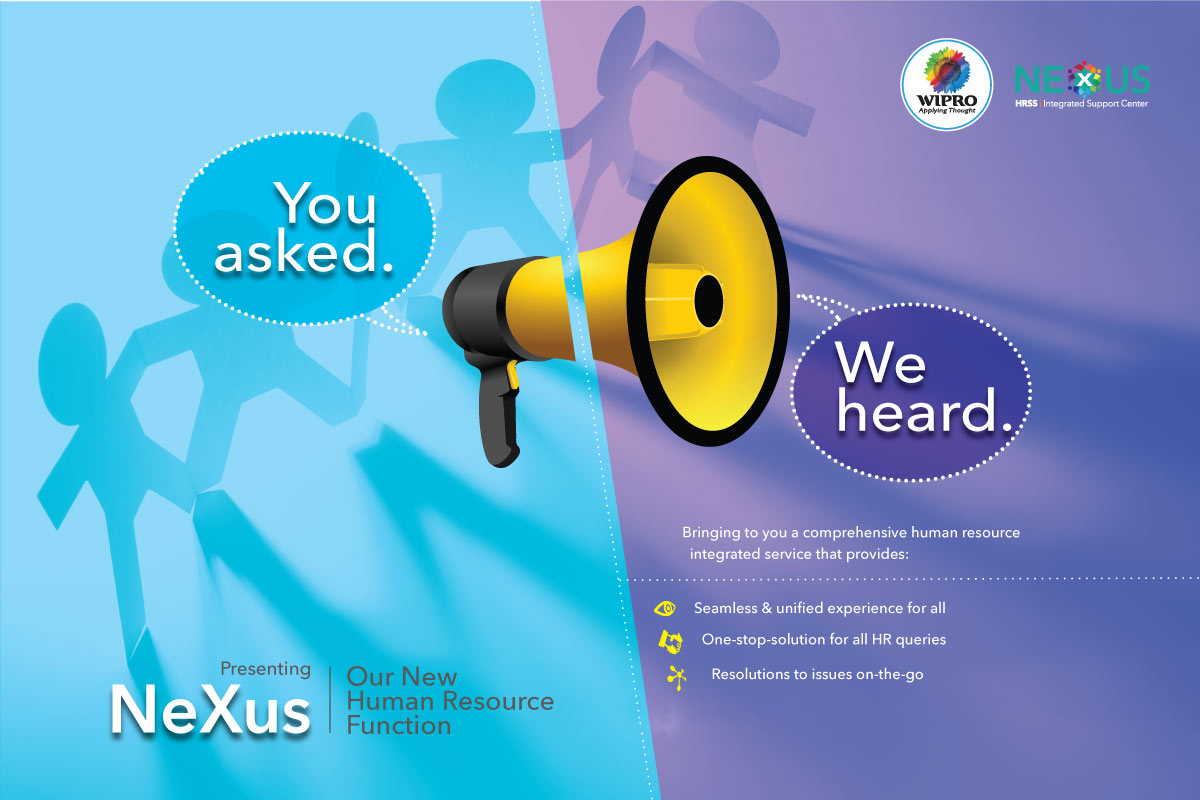 You
asked.
WIPRO
Applying Thought
NEXUS
HRSS | Integrated Support Center
We
heard.
Bringing to you a comprehensive human resource
integrated service that provides:
Seamless & unified experience for all
One-stop-solution for all HR queries
Resolutions to issues on-the-go
Presenting
NeXus
Our New
Human Resource
Function